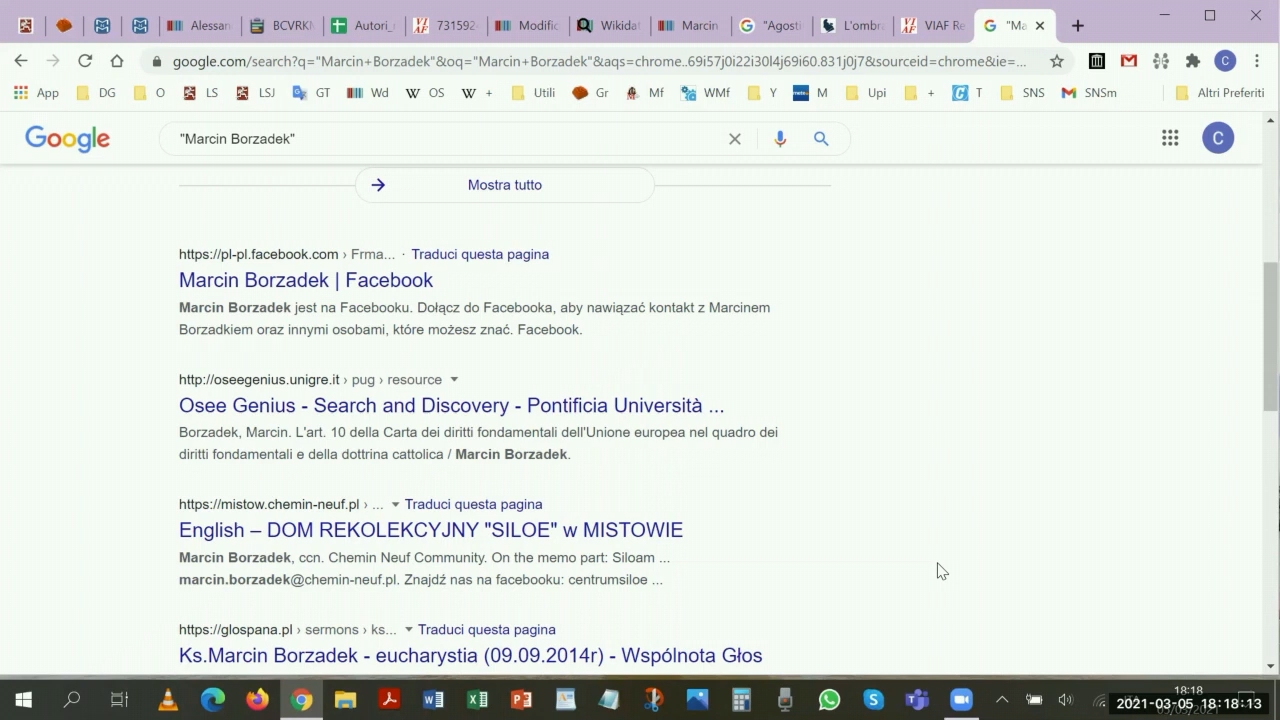 Alessan
BCVRKN
Autori_
731592
Modific
Wikidat
Marcin
"Agosti
L'ombr
VIAF Re
"Ma
google.com/search?q="Marcin+Borzadek"&oq="Marcin+Borzadek"&aqs=chrome..69i57j0i22i30l4j69i60.831j0j7&sourceid=chrome&ie=...
App DG O LS LSJ GT Wd OS + Utili Gr Mf WMf Y M Upi + T SNS SNSm Altri Preferiti
Google
"Marcin Borzadek"
C
Mostra tutto
https://pl-pl.facebook.com › Frma... · Traduci questa pagina
Marcin Borzadek | Facebook
Marcin Borzadek jest na Facebooku. Dołącz do Facebooka, aby nawiązać kontakt z Marcinem
Borzadkiem oraz innymi osobami, które możesz znać. Facebook.
http://oseegenius.unigre.it › pug › resource
Osee Genius - Search and Discovery - Pontificia Università ...
Borzadek, Marcin. L'art. 10 della Carta dei diritti fondamentali dell'Unione europea nel quadro dei
diritti fondamentali e della dottrina cattolica / Marcin Borzadek.
https://mistow.chemin-neuf.pl › ... Traduci questa pagina
English – DOM REKOLEKCYJNY "SILOE" w MISTOWIE
Marcin Borzadek, ccn. Chemin Neuf Community. On the memo part: Siloam ...
marcin.borzadek@chemin-neuf.pl. Znajdź nas na facebooku: centrumsiloe ...
https://glospana.pl › sermons › ks... Traduci questa pagina
Ks.Marcin Borzadek - eucharystia (09.09.2014r) - Wspólnota Głos
18:18
2021-03-05 18:18:13